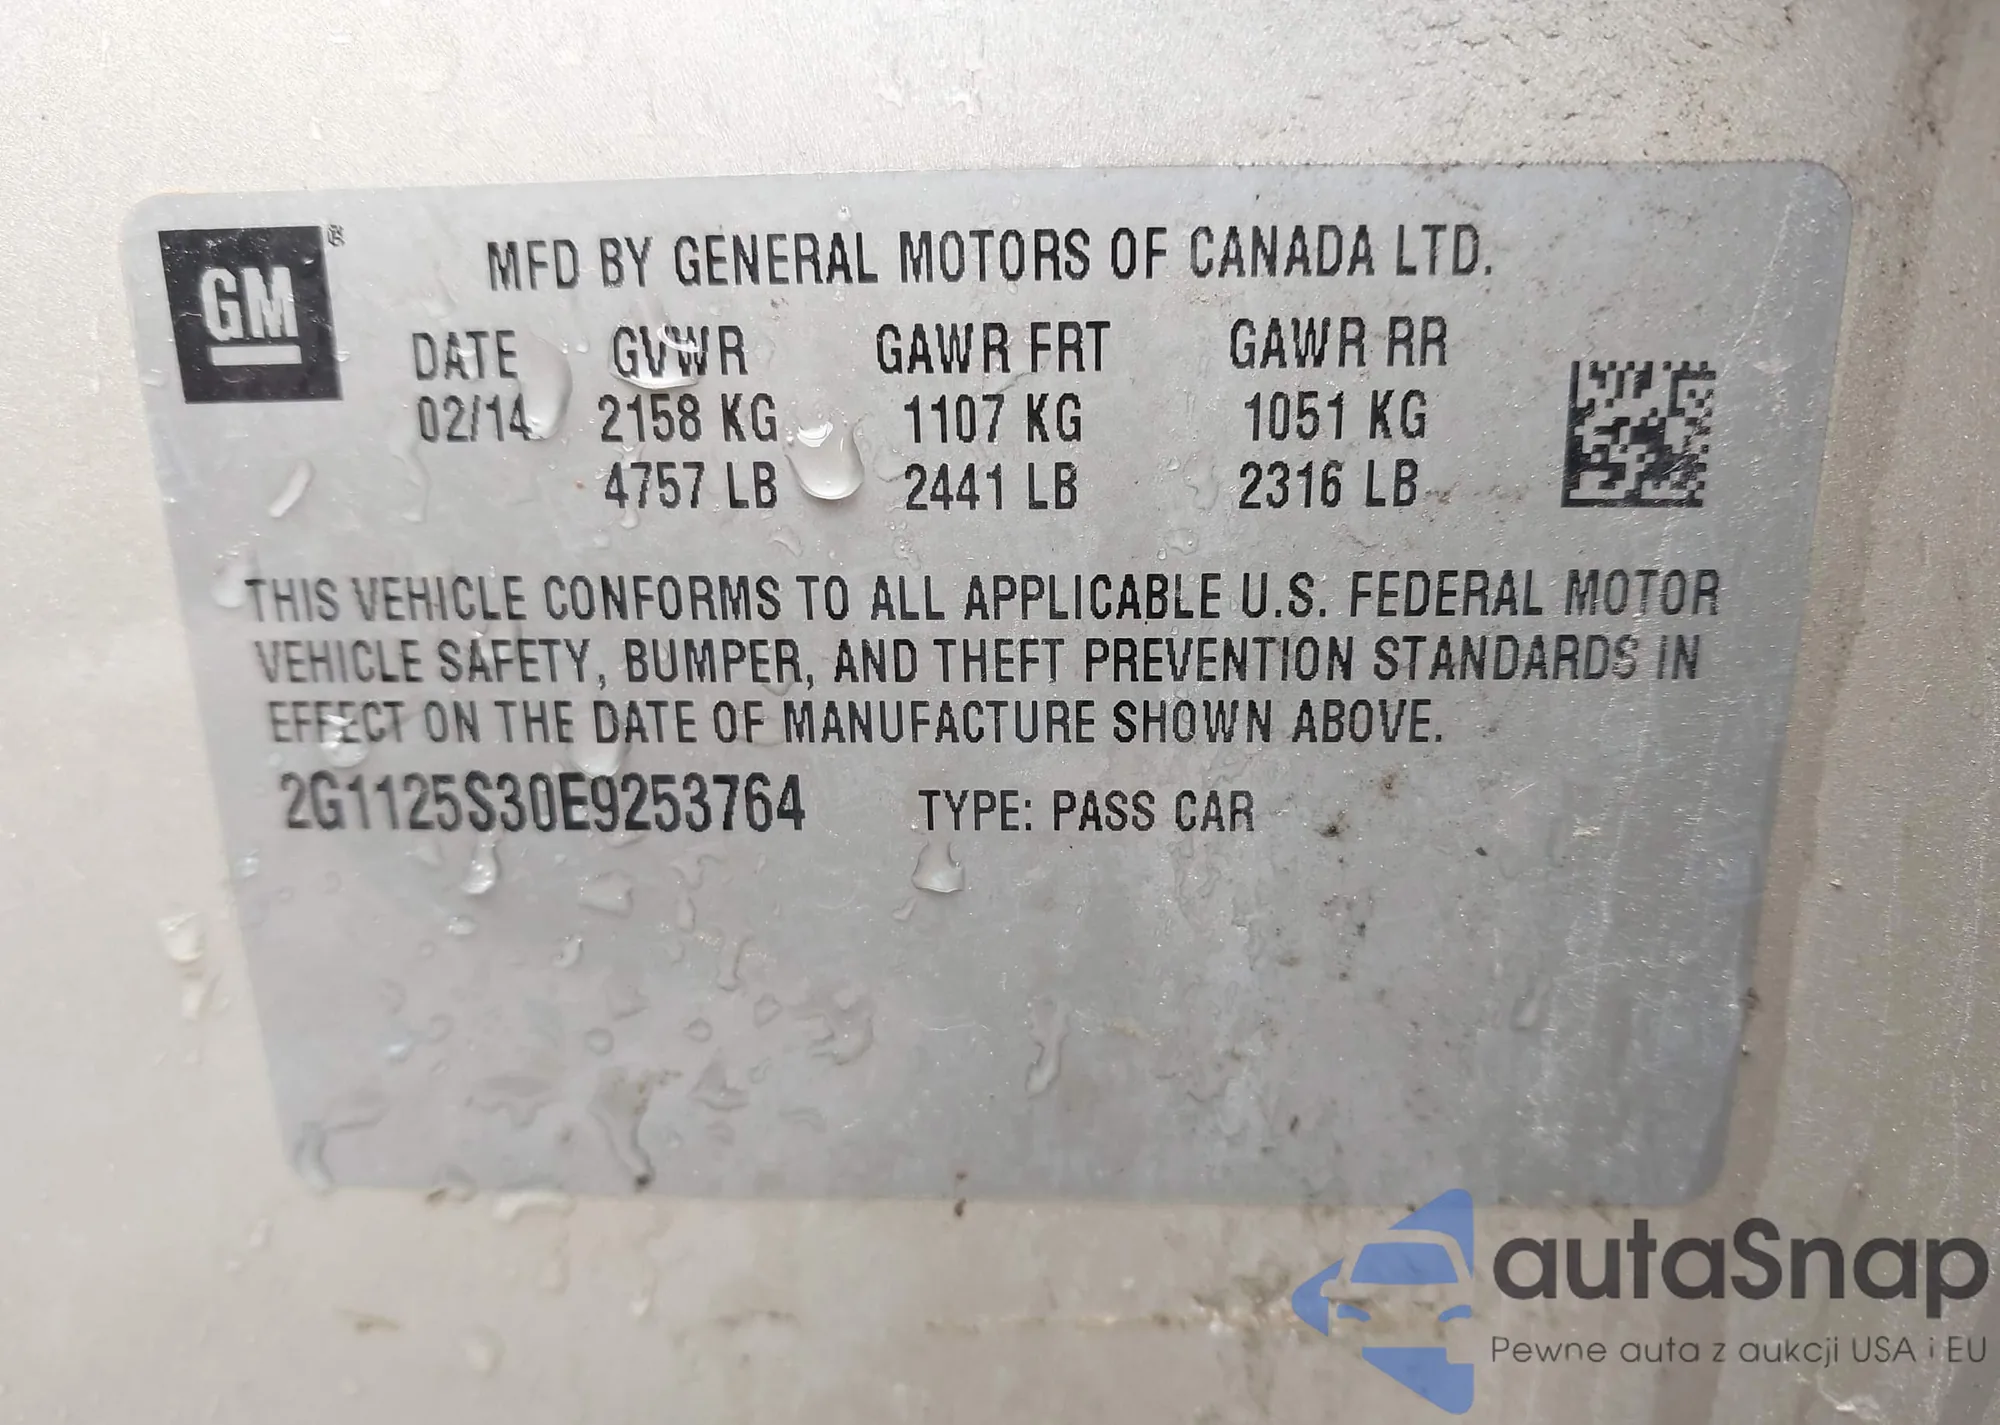 GM
MFD BY GENERAL MOTORS OF CANADA LTD.
DATE GVWR GAWR FRT GAWR RR
02/14 2158 KG 1107 KG 1051 KG
4757 LB 2441 LB 2316 LB
THIS VEHICLE CONFORMS TO ALL APPLICABLE U.S. FEDERAL MOTOR
VEHICLE SAFETY, BUMPER, AND THEFT PREVENTION STANDARDS IN
EFFECT ON THE DATE OF MANUFACTURE SHOWN ABOVE.
2G1125S30E9253764 TYPE: PASS CAR
autaSnap
Pewne auta z aukcji USA i EU